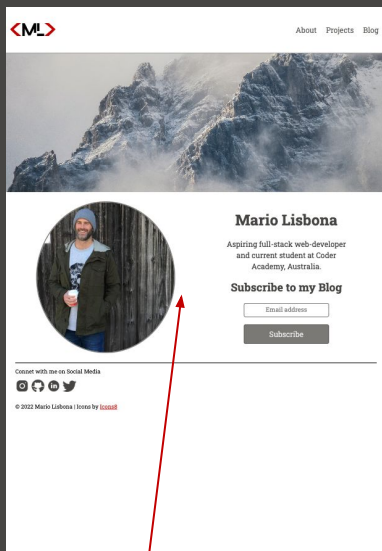 <ML>
About Projects Blog
Mario Lisbona
Aspiring full-stack web-developer
and current student at Coder
Academy, Australia.
Subscribe to my Blog
Email address
Subscribe
Connet with me on Social Media
in
© 2022 Mario Lisbona | Icons by Icons8